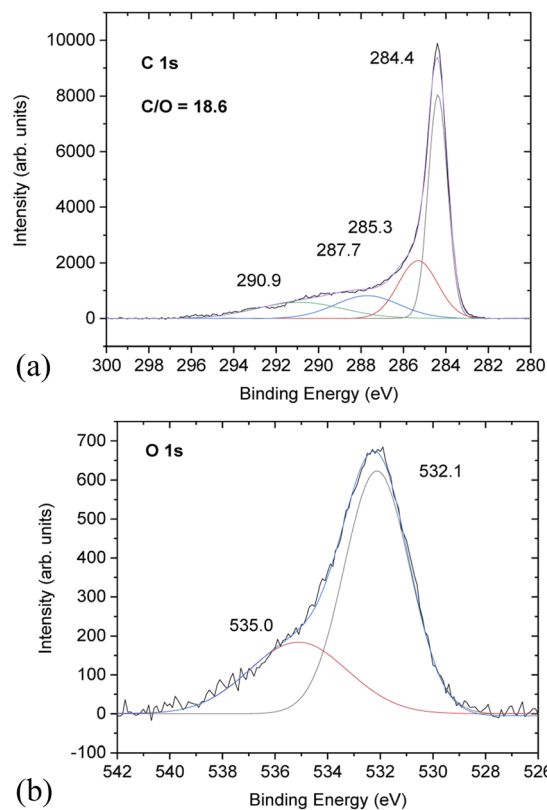 C 1s
C/O = 18.6
284.4
285.3
287.7
290.9
Intensity (arb. units)
10000
8000
6000
4000
2000
0
300 298 296 294 292 290 288 286 284 282 280
Binding Energy (eV)
(a)
O 1s
532.1
535.0
Intensity (arb. units)
700
600
500
400
300
200
100
0
-100
542 540 538 536 534 532 530 528 526
Binding Energy (eV)
(b)